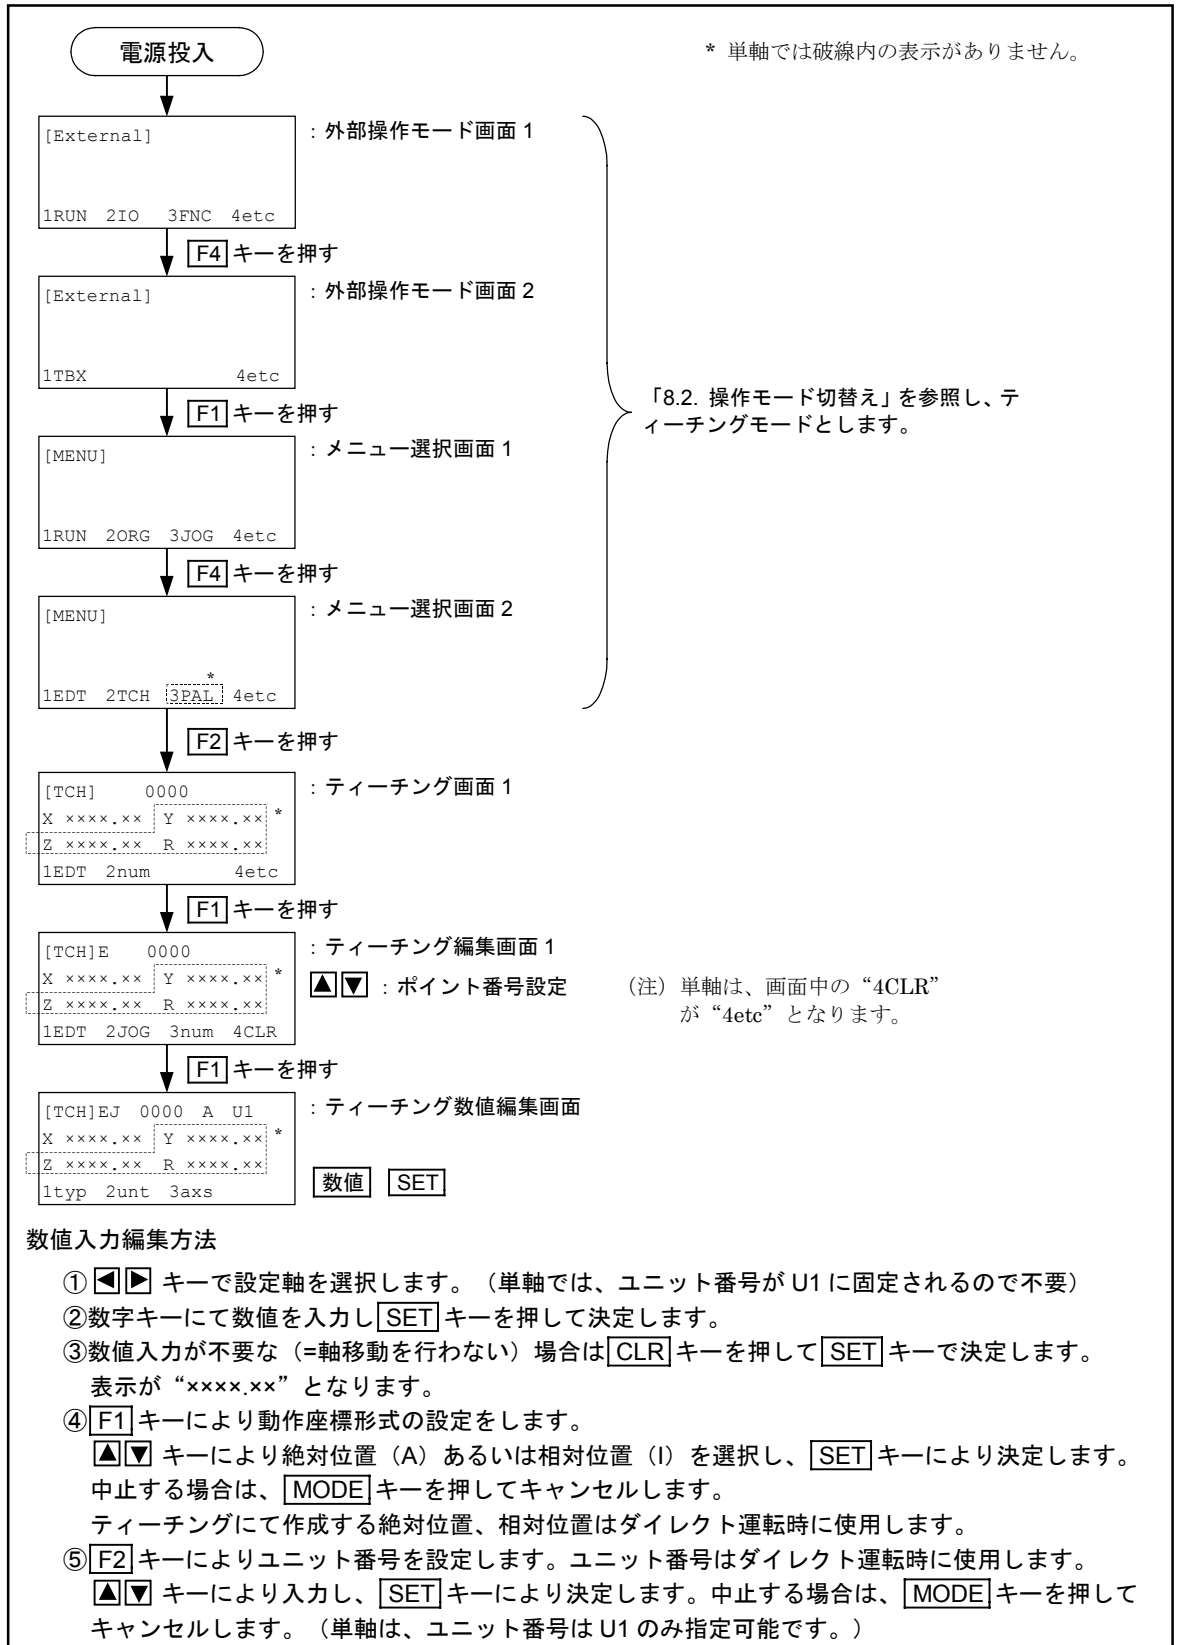 電源投入
* 単軸では破線内の表示がありません。
[External]
：外部操作モード画面 1
1RUN 2IO 3FNC 4etc
F4 キーを押す
[External]
：外部操作モード画面 2
1TBX 4etc
F1 キーを押す
「8.2. 操作モード切替え」を参照し、テ
ィーチングモードとします。
[MENU]
：メニュー選択画面 1
1RUN 2ORG 3JOG 4etc
F4 キーを押す
[MENU]
：メニュー選択画面 2
*
1EDT 2TCH 3PAL 4etc
F2 キーを押す
[TCH] 0000
：ティーチング画面 1
X ××××.×× Y ××××.×× *
Z ××××.×× R ××××.××
1EDT 2num 4etc
F1 キーを押す
[TCH]E 0000
：ティーチング編集画面 1
X ××××.×× Y ××××.×× *
▲▼：ポイント番号設定
（注）単軸は、画面中の“4CLR”
が“4etc”となります。
Z ××××.×× R ××××.××
1EDT 2JOG 3num 4CLR
F1 キーを押す
[TCH]EJ 0000 A U1
：ティーチング数値編集画面
X ××××.×× Y ××××.×× *
Z ××××.×× R ××××.××
1typ 2unt 3axs
数値 SET
数値入力編集方法
①◀▶ キーで設定軸を選択します。（単軸では、ユニット番号が U1 に固定されるので不要）
②数字キーにて数値を入力し SET キーを押して決定します。
③数値入力が不要な（=軸移動を行わない）場合は CLR キーを押して SET キーで決定します。
表示が“××××.××”となります。
④ F1 キーにより動作座標形式の設定をします。
▲▼ キーにより絶対位置（A）あるいは相対位置（I）を選択し、 SET キーにより決定します。
中止する場合は、 MODE キーを押してキャンセルします。
ティーチングにて作成する絶対位置、相対位置はダイレクト運転時に使用します。
⑤ F2 キーによりユニット番号を設定します。ユニット番号はダイレクト運転時に使用します。
▲▼ キーにより入力し、 SET キーにより決定します。中止する場合は、 MODE キーを押して
キャンセルします。（単軸は、ユニット番号は U1 のみ指定可能です。）